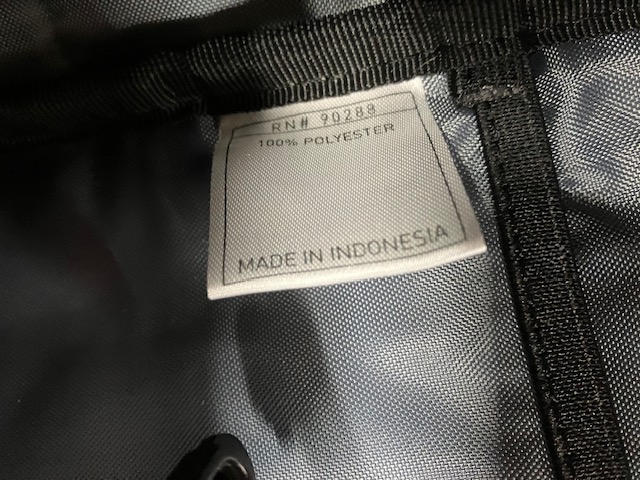 RN# 90288
100% POLYESTER
MADE IN INDONESIA